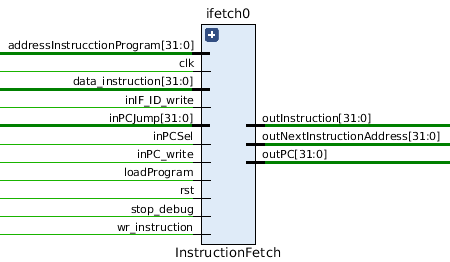 ifetch0
addressInstrucctionProgram[31:0]
clk
data_instruction[31:0]
inIF_ID_write
inPCJump[31:0]
inPCSel
inPC_write
loadProgram
rst
stop_debug
wr_instruction
outInstruction[31:0]
outNextInstructionAddress[31:0]
outPC[31:0]
InstructionFetch